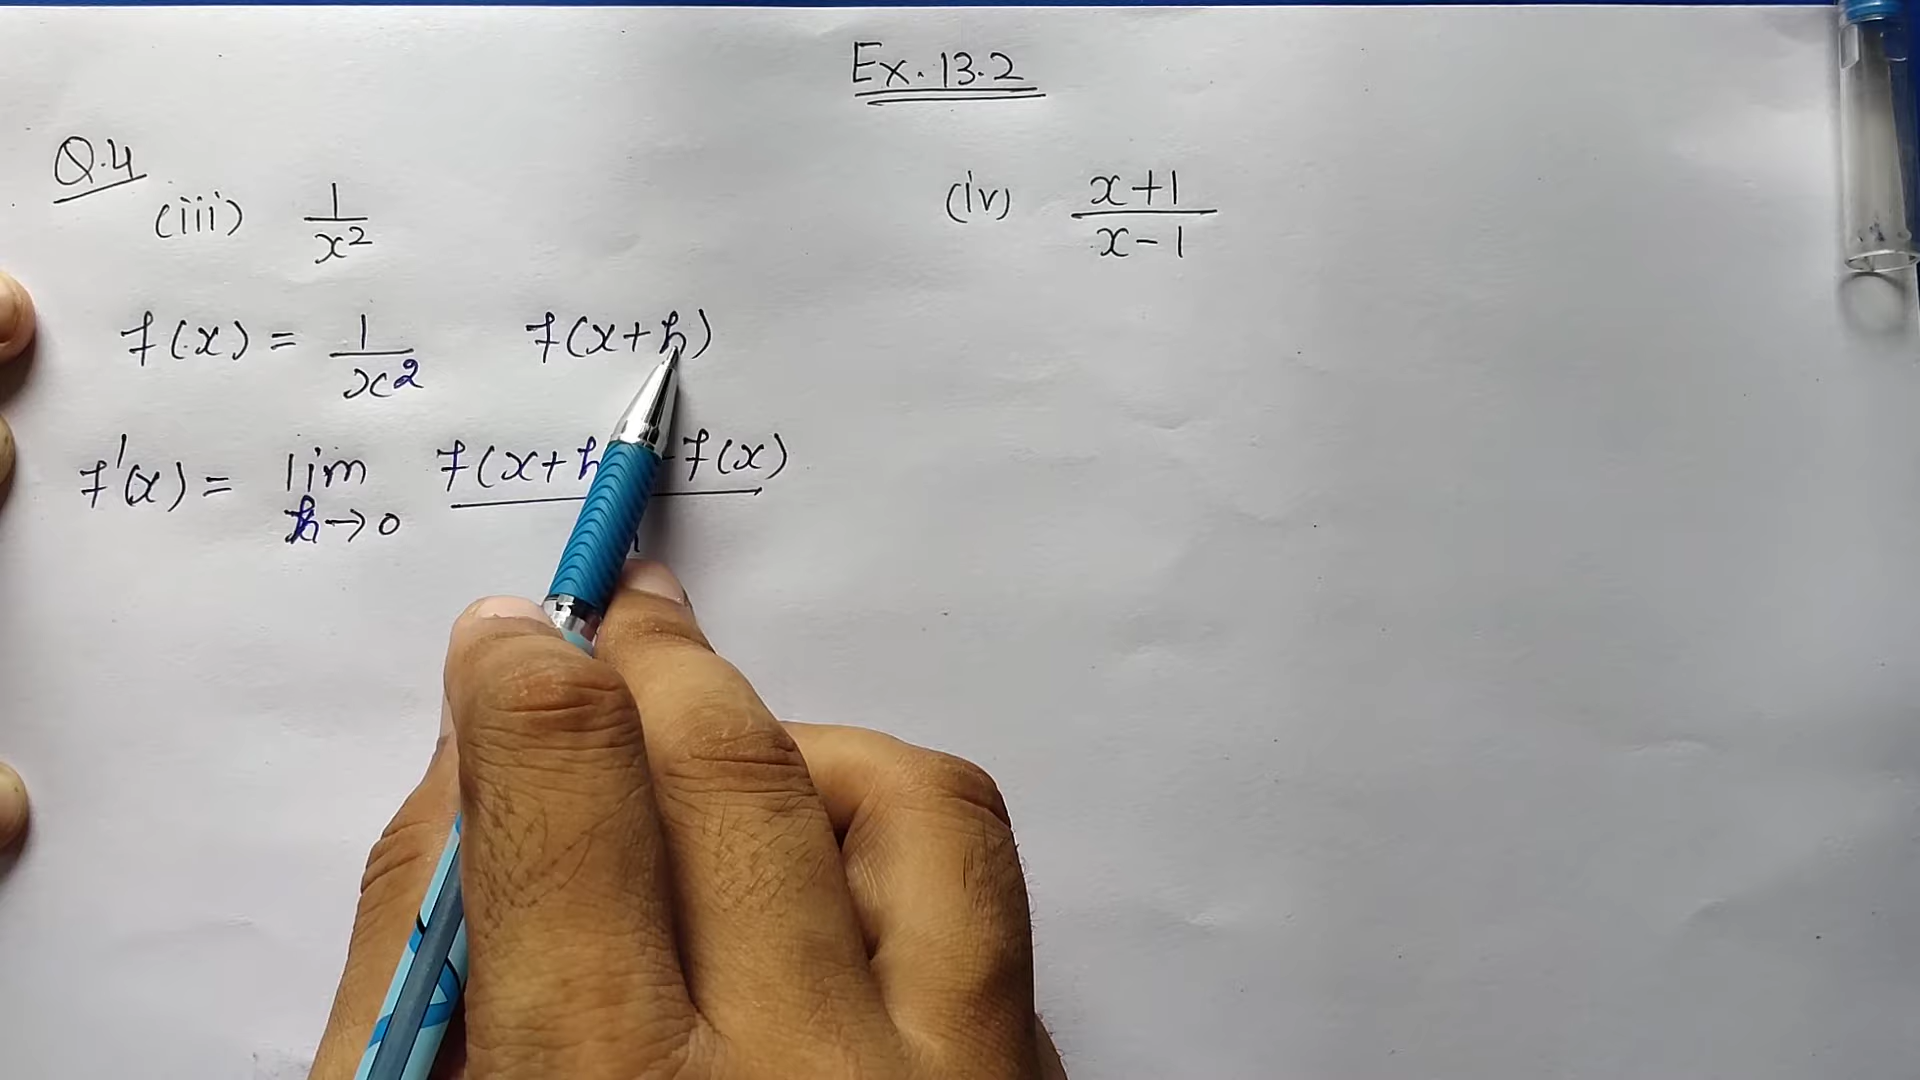 Ex. 13.2
Q.4
(iii) 1/x²
(iv) x+1/x-1
f(x) = 1/x² f(x+h)
f'(x) = lim h→0 f(x+h - f(x)